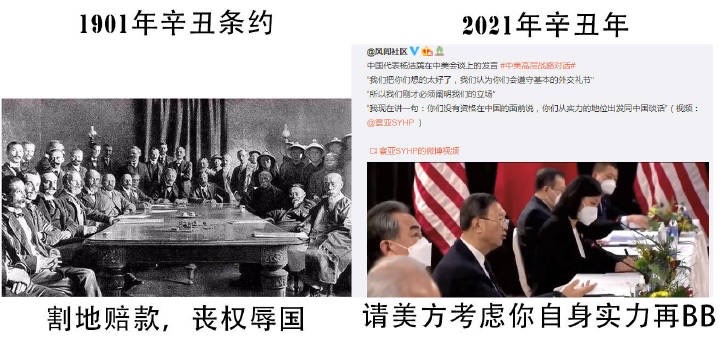 1901年辛丑条约
2021年辛丑年
@风闻社区
中国代表杨洁篪在中美会谈上的发言 #中美高层战略对话#
"我们把你们想的太好了，我们认为你们会遵守基本的外交礼节"
"所以我们刚才必须阐明我们的立场"
"我现在讲一句：你们没有资格在中国的面前说，你们从实力的地位出发同中国谈话"（视频：
@寰亚SYHP ）
寰亚SYHP的微博视频
割地赔款，丧权辱国
请美方考虑你自身实力再BB